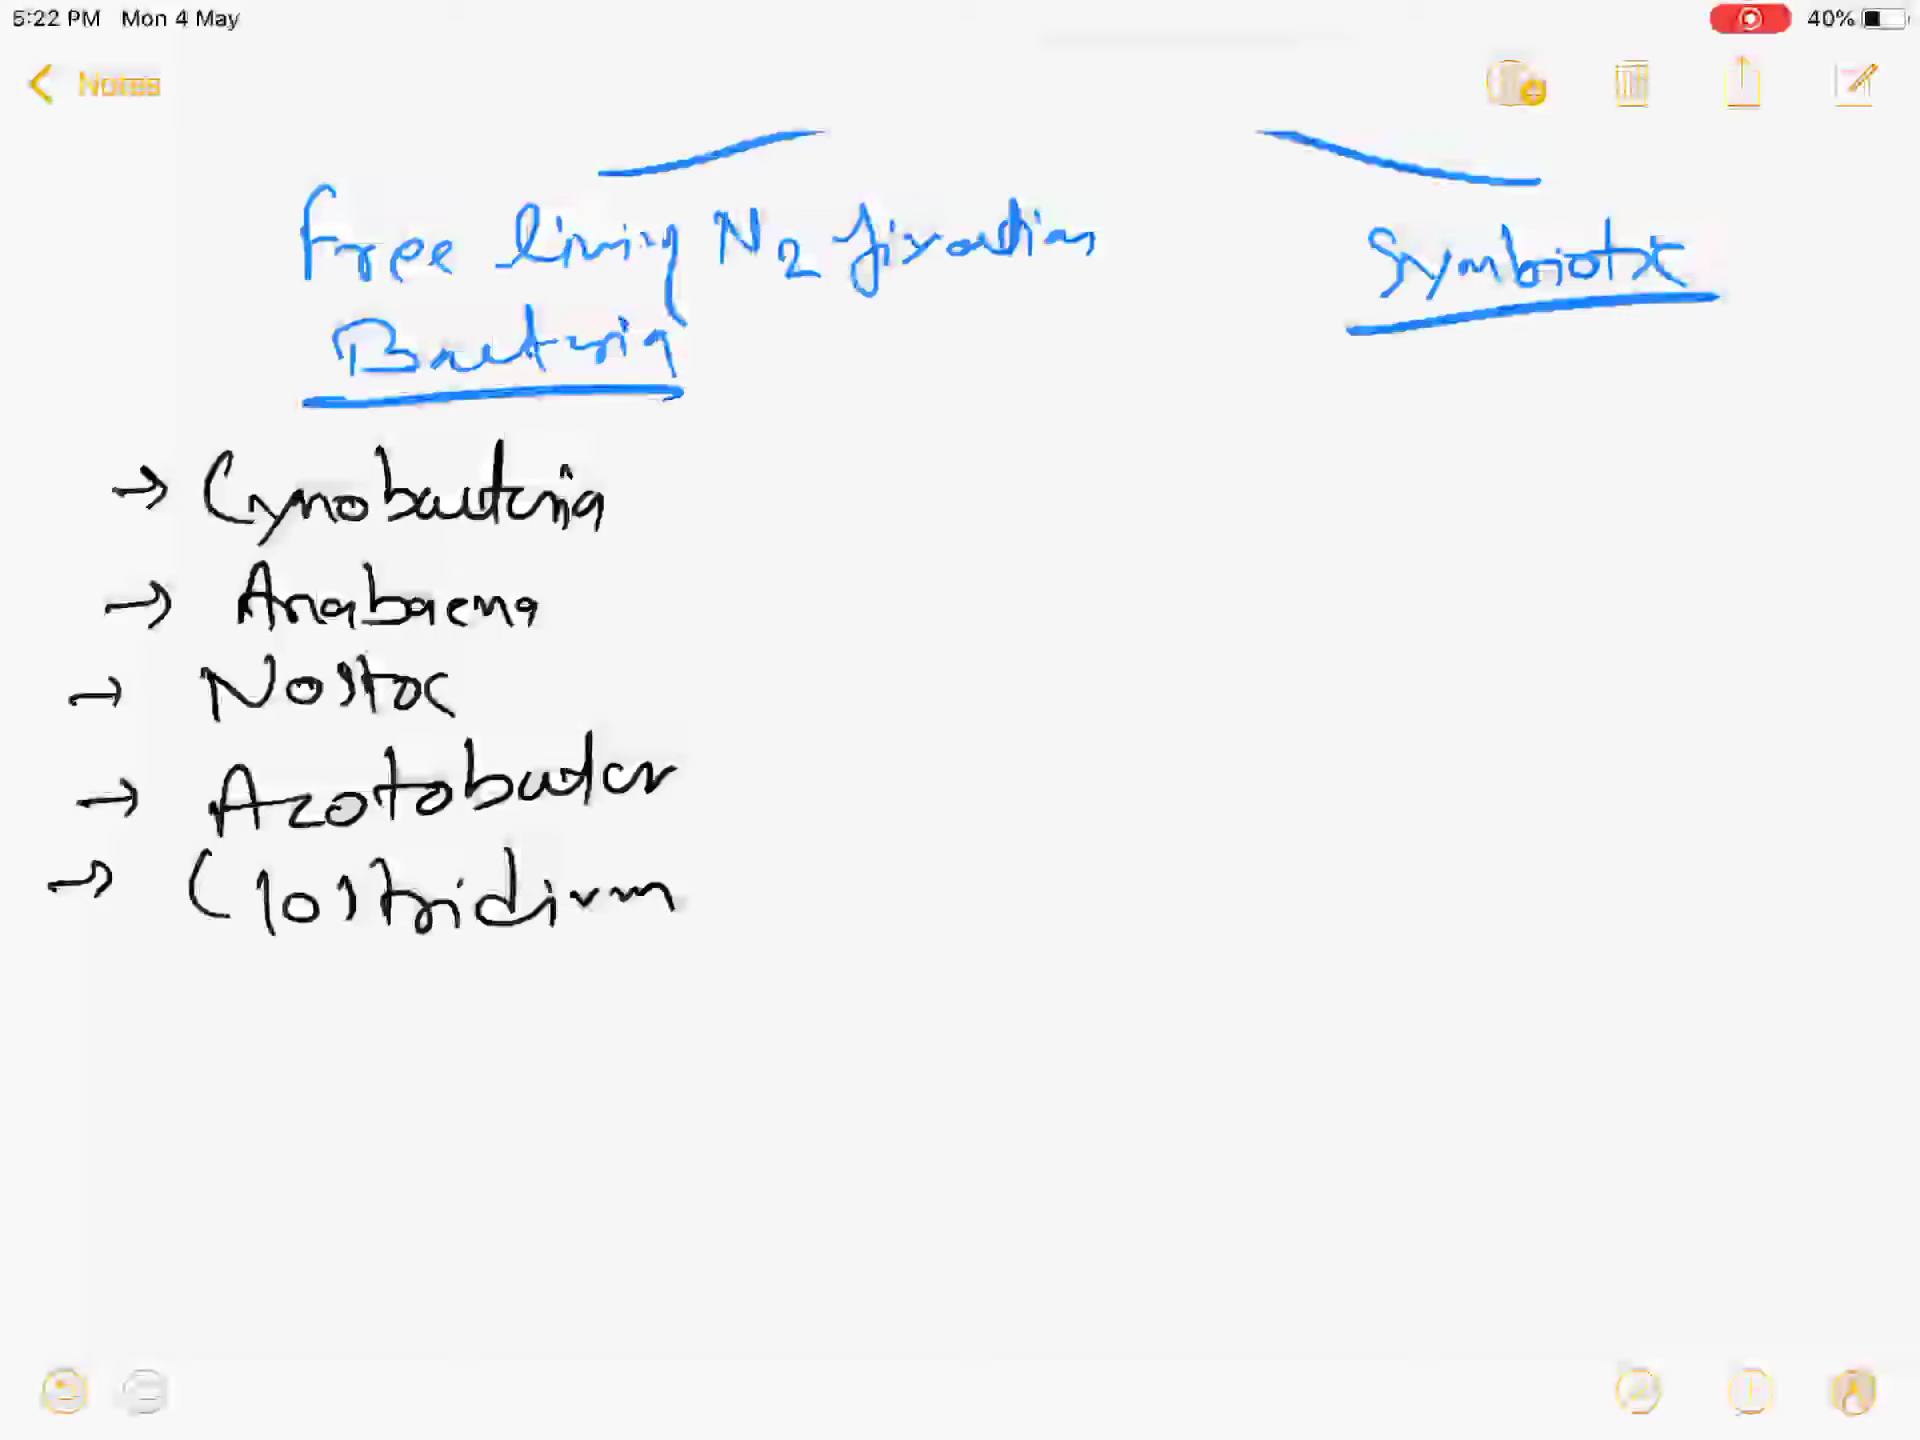 5:22 PM Mon 4 May
40%
Notes
Free living N2 fixation
Bacteria
Symbiotic
→ Cynobacteria
→ Anabaena
→ Nostoc
→ Azotobacter
→ Clostridium